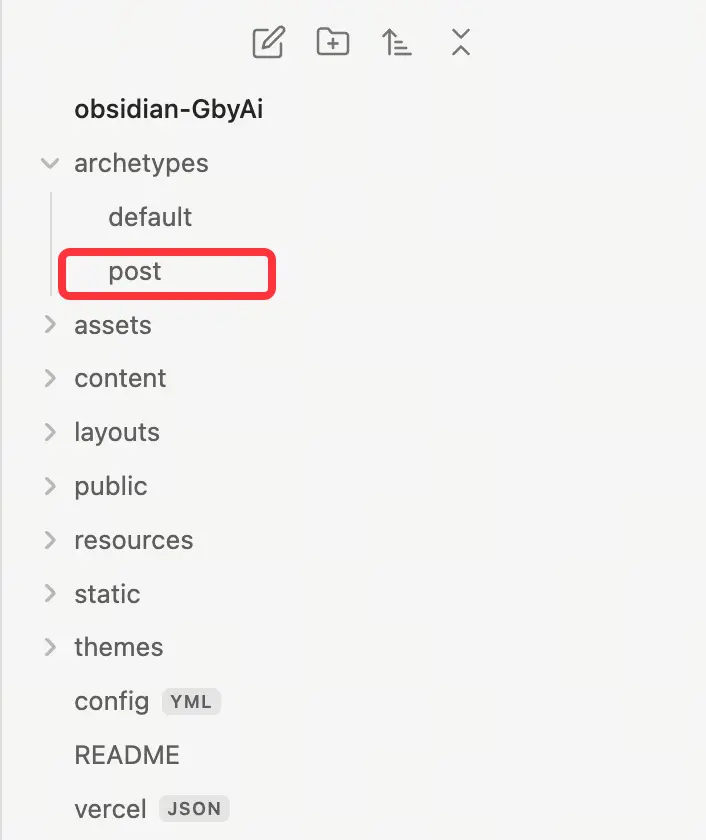 obsidian-GbyAi
archetypes
default
post
assets
content
layouts
public
resources
static
themes
config YML
README
vercel JSON